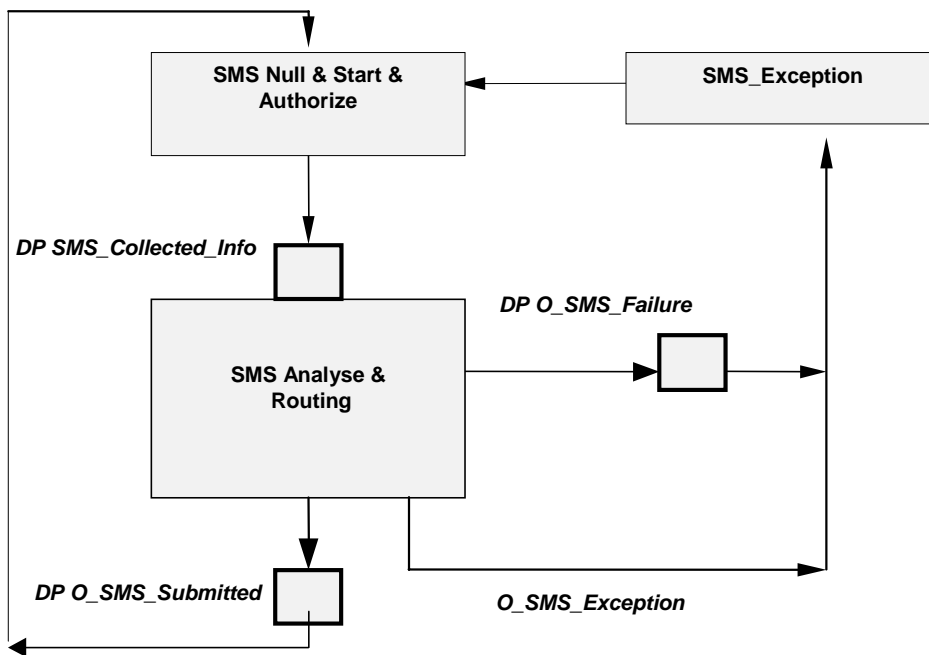 SMS Null & Start &
Authorize
SMS_Exception
DP SMS_Collected_Info
DP O_SMS_Failure
SMS Analyse &
Routing
DP O_SMS_Submitted
O_SMS_Exception